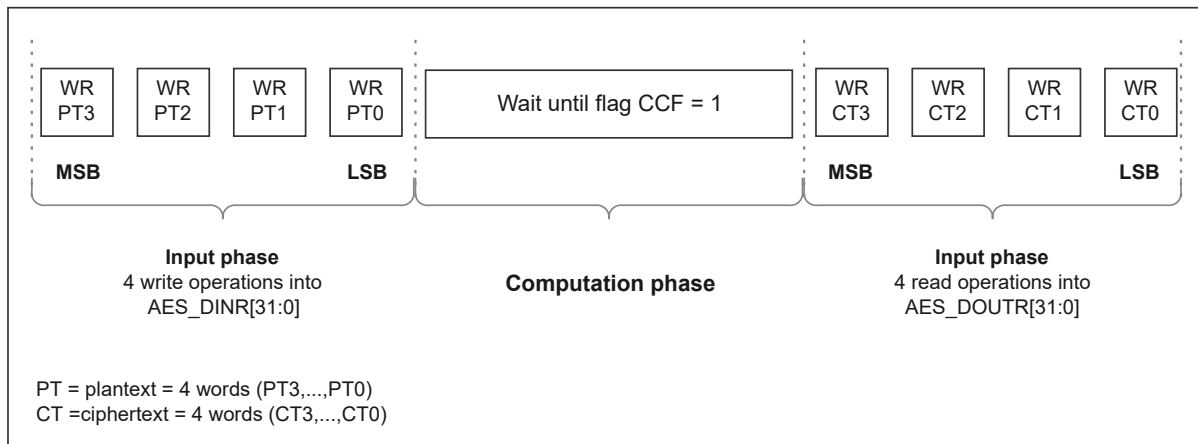 WR PT3
WR PT2
WR PT1
WR PT0
Wait until flag CCF = 1
WR CT3
WR CT2
WR CT1
WR CT0
MSB
LSB
MSB
LSB
Input phase
4 write operations into
AES_DINR[31:0]
Computation phase
Input phase
4 read operations into
AES_DOUTR[31:0]
PT = plantext = 4 words (PT3,...,PT0)
CT =ciphertext = 4 words (CT3,...,CT0)